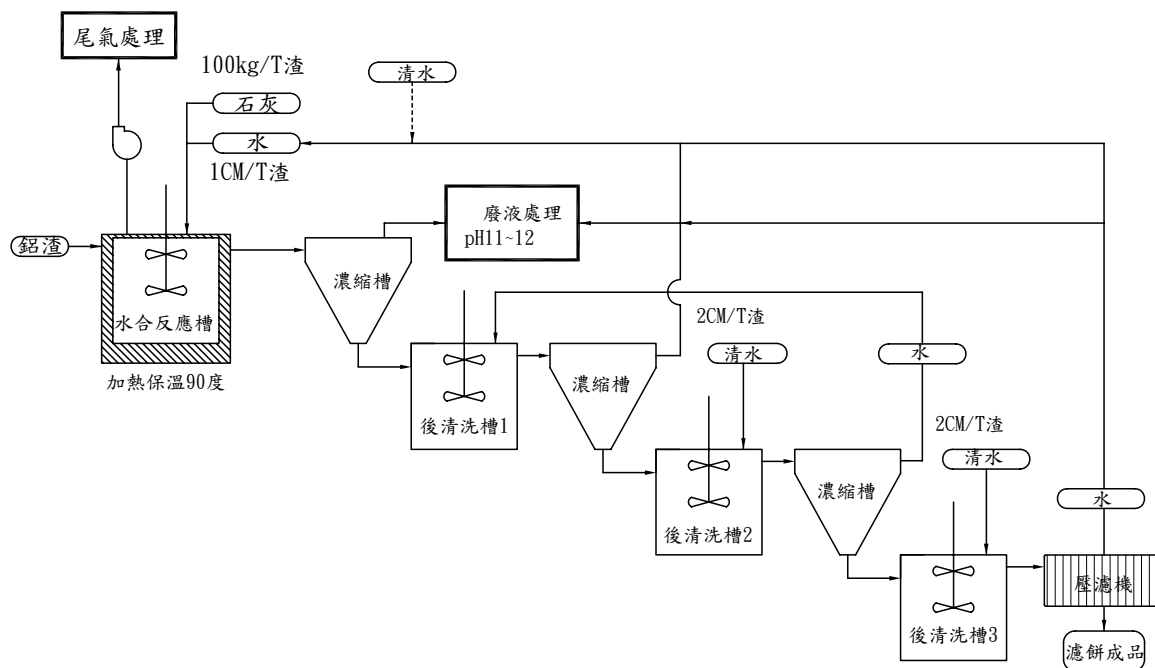 尾氣處理
100kg/T渣
清水
石灰
水
1CM/T渣
廢液處理
pH11~12
鋁渣
濃縮槽
水合反應槽
2CM/T渣
清水
水
加熱保溫90度
濃縮槽
後清洗槽1
2CM/T渣
清水
濃縮槽
水
後清洗槽2
壓濾機
後清洗槽3
濾餅成品